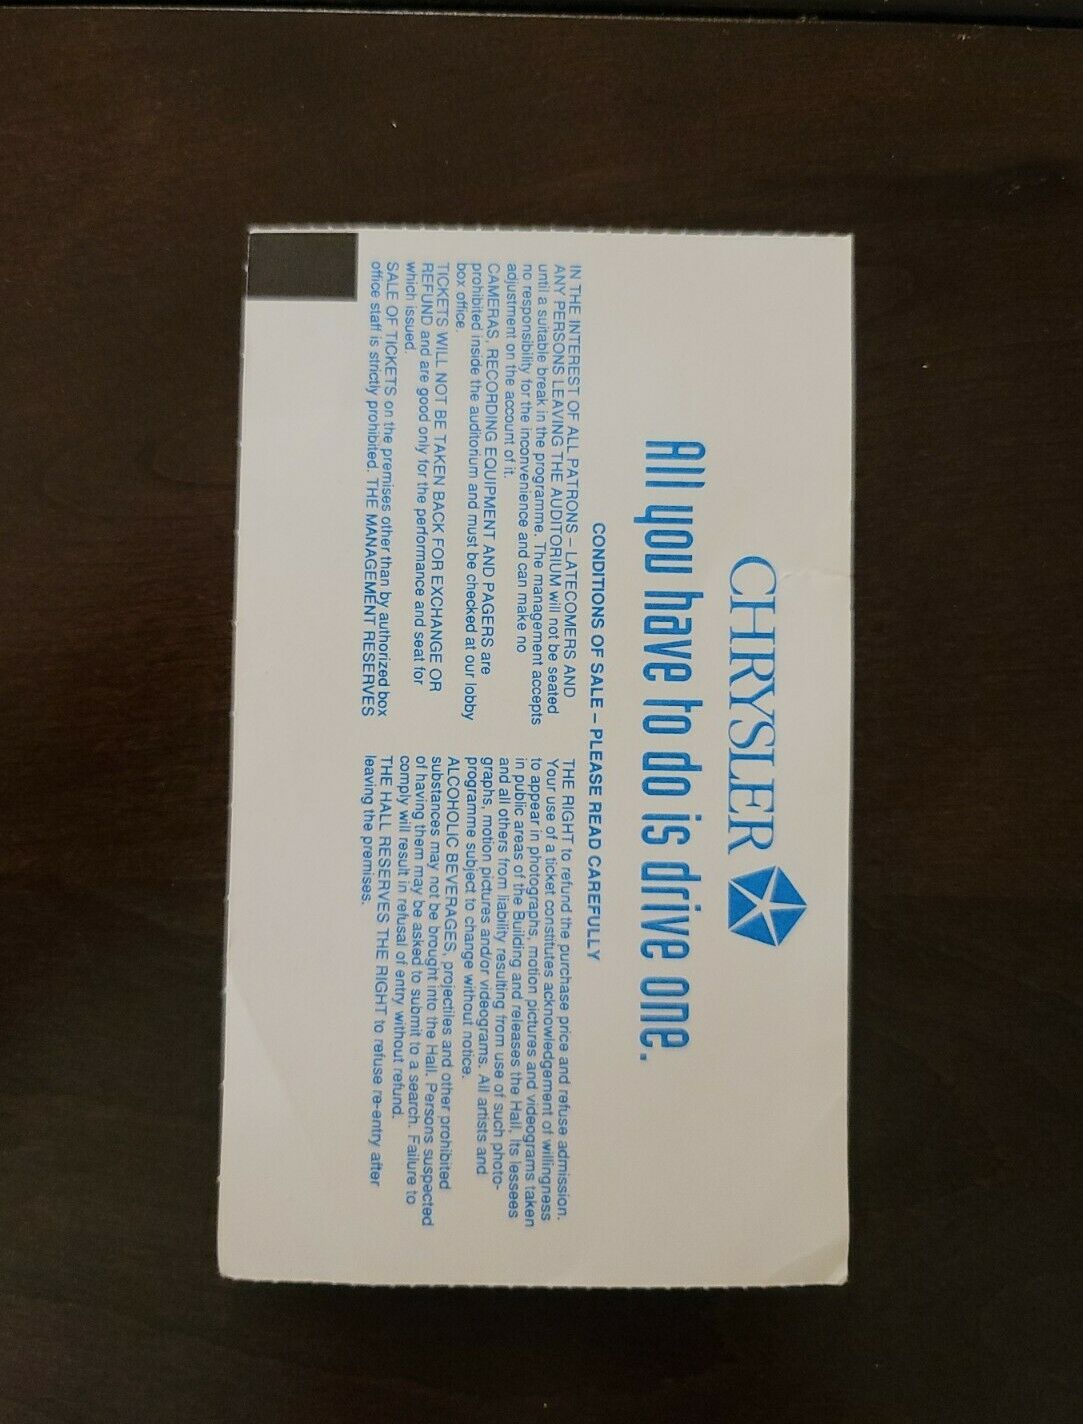 CHRYSLER
All you have to do is drive one.
CONDITIONS OF SALE – PLEASE READ CAREFULLY
IN THE INTEREST OF ALL PATRONS – LATECOMERS AND
ANY PERSONS LEAVING THE AUDITORIUM will not be seated
until a suitable break in the programme. The management accepts
no responsibility for the inconvenience and can make no
adjustment on the account of it.
CAMERAS, RECORDING EQUIPMENT AND PAGERS are
prohibited inside the auditorium and must be checked at our lobby
box office.
TICKETS WILL NOT BE TAKEN BACK FOR EXCHANGE OR
REFUND and are good only for the performance and seat for
which issued.
SALE OF TICKETS on the premises other than by authorized box
office staff is strictly prohibited. THE MANAGEMENT RESERVES
THE RIGHT to refund the purchase price and refuse admission.
Your use of a ticket constitutes acknowledgement of willingness
to appear in photographs, motion pictures and videograms taken
in public areas of the Building and releases the Hall, its lessees
and all others from liability resulting from use of such photo-
graphs, motion pictures and/or videograms. All artists and
programme subject to change without notice.
ALCOHOLIC BEVERAGES, projectiles and other prohibited
substances may not be brought into the Hall. Persons suspected
of having them may be asked to submit to a search. Failure to
comply will result in refusal of entry without refund.
THE HALL RESERVES THE RIGHT to refuse re-entry after
leaving the premises.